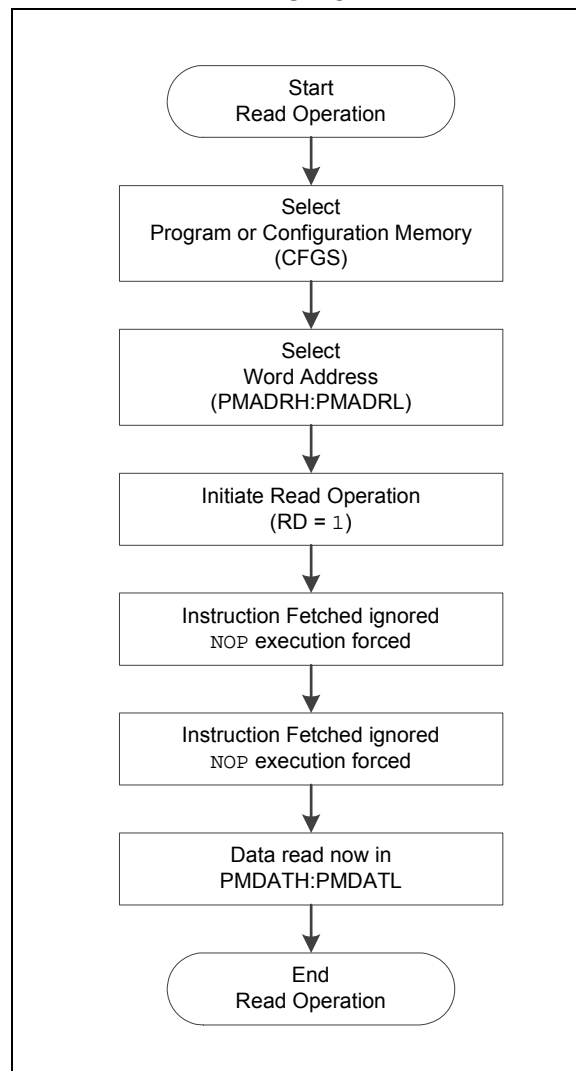 Start
Read Operation
Select
Program or Configuration Memory
(CFGS)
Select
Word Address
(PMADRH:PMADRL)
Initiate Read Operation
(RD = 1)
Instruction Fetched ignored
NOP execution forced
Instruction Fetched ignored
NOP execution forced
Data read now in
PMDATH:PMDATL
End
Read Operation